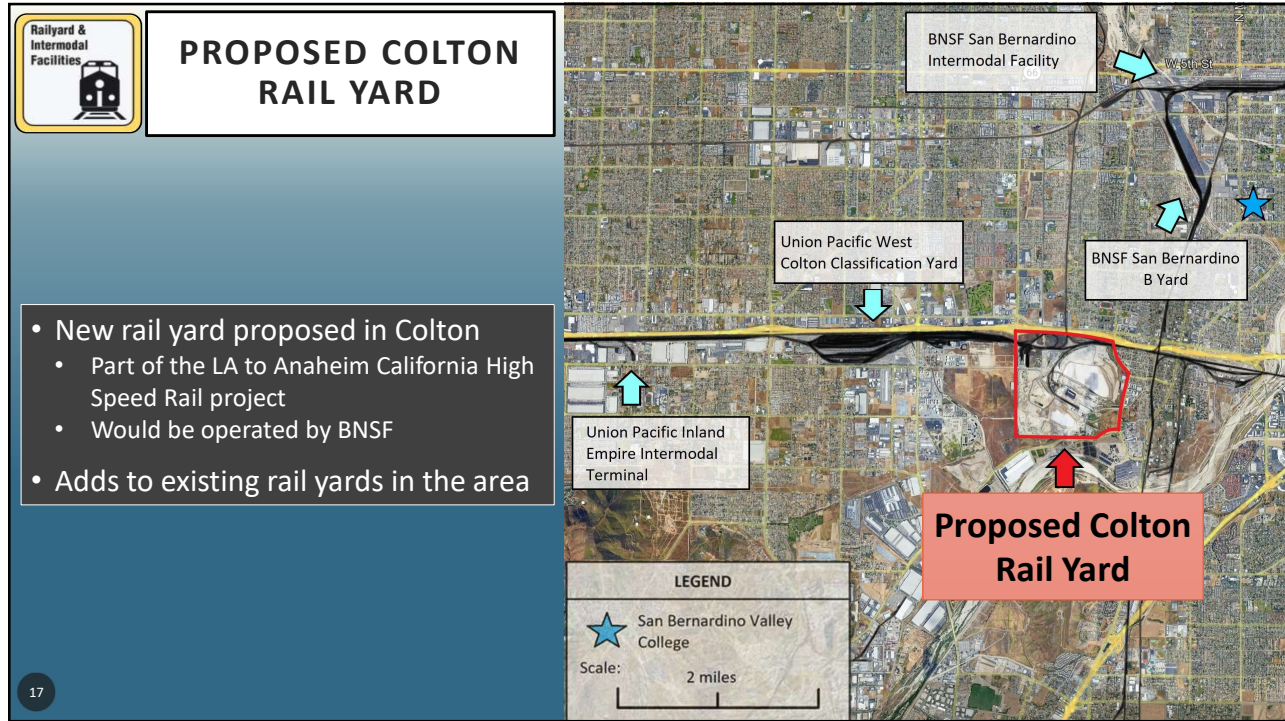 Railyard &
Intermodal
Facilities
PROPOSED COLTON
RAIL YARD
• New rail yard proposed in Colton
• Part of the LA to Anaheim California High
Speed Rail project
• Would be operated by BNSF
• Adds to existing rail yards in the area
17
BNSF San Bernardino
Intermodal Facility
66
W 5th St
Union Pacific West
Colton Classification Yard
BNSF San Bernardino
B Yard
Union Pacific Inland
Empire Intermodal
Terminal
Proposed Colton
Rail Yard
LEGEND
San Bernardino Valley
College
Scale:
2 miles